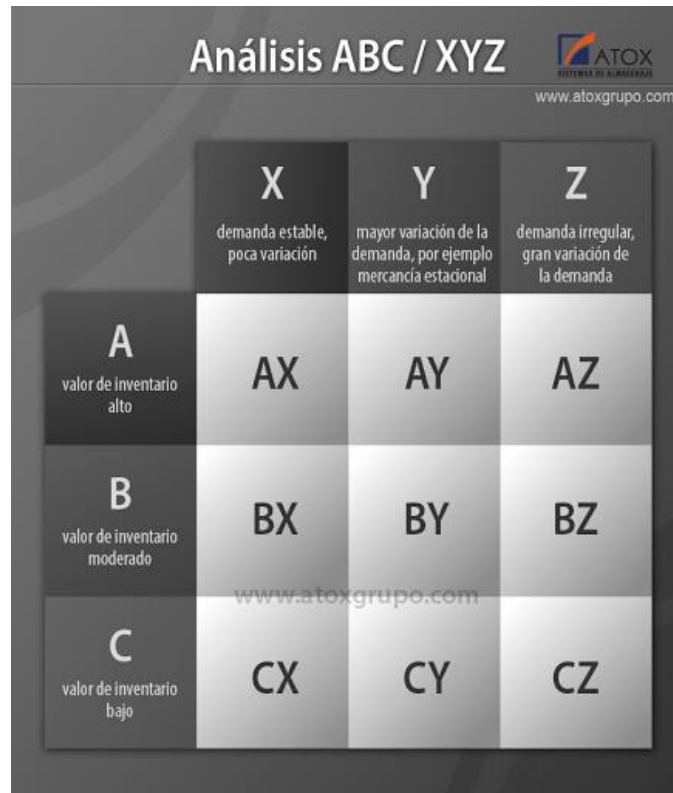 Análisis ABC / XYZ
ATOX
SISTEMAS DE ALMACENAJE
www.atoxgrupo.com
X
demanda estable,
poca variación
Y
mayor variación de la
demanda, por ejemplo
mercancía estacional
Z
demanda irregular,
gran variación de
la demanda
A
valor de inventario
alto
AX
AY
AZ
B
valor de inventario
moderado
BX
BY
BZ
www.atoxgrupo.com
C
valor de inventario
bajo
CX
CY
CZ